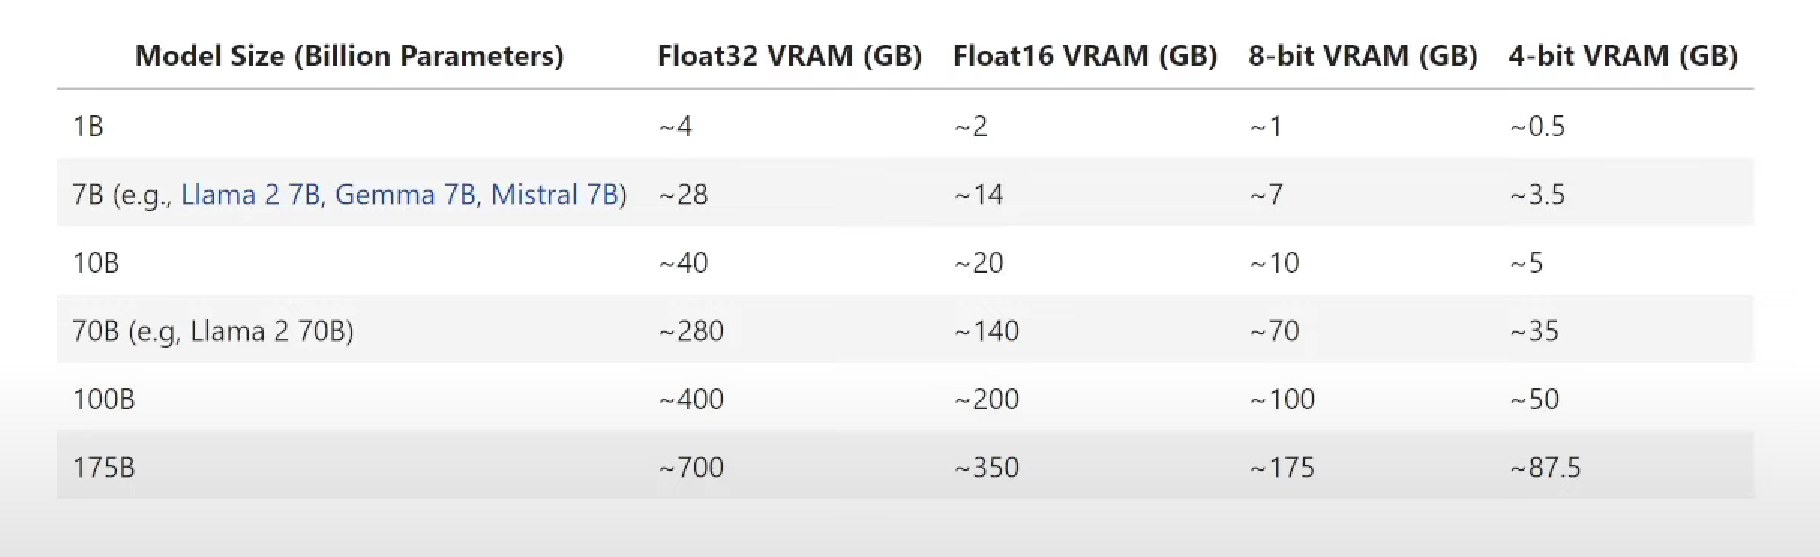 Model Size (Billion Parameters) Float32 VRAM (GB) Float16 VRAM (GB) 8-bit VRAM (GB) 4-bit VRAM (GB)
1B ~4 ~2 ~1 ~0.5
7B (e.g., Llama 2 7B, Gemma 7B, Mistral 7B) ~28 ~14 ~7 ~3.5
10B ~40 ~20 ~10 ~5
70B (e.g, Llama 2 70B) ~280 ~140 ~70 ~35
100B ~400 ~200 ~100 ~50
175B ~700 ~350 ~175 ~87.5